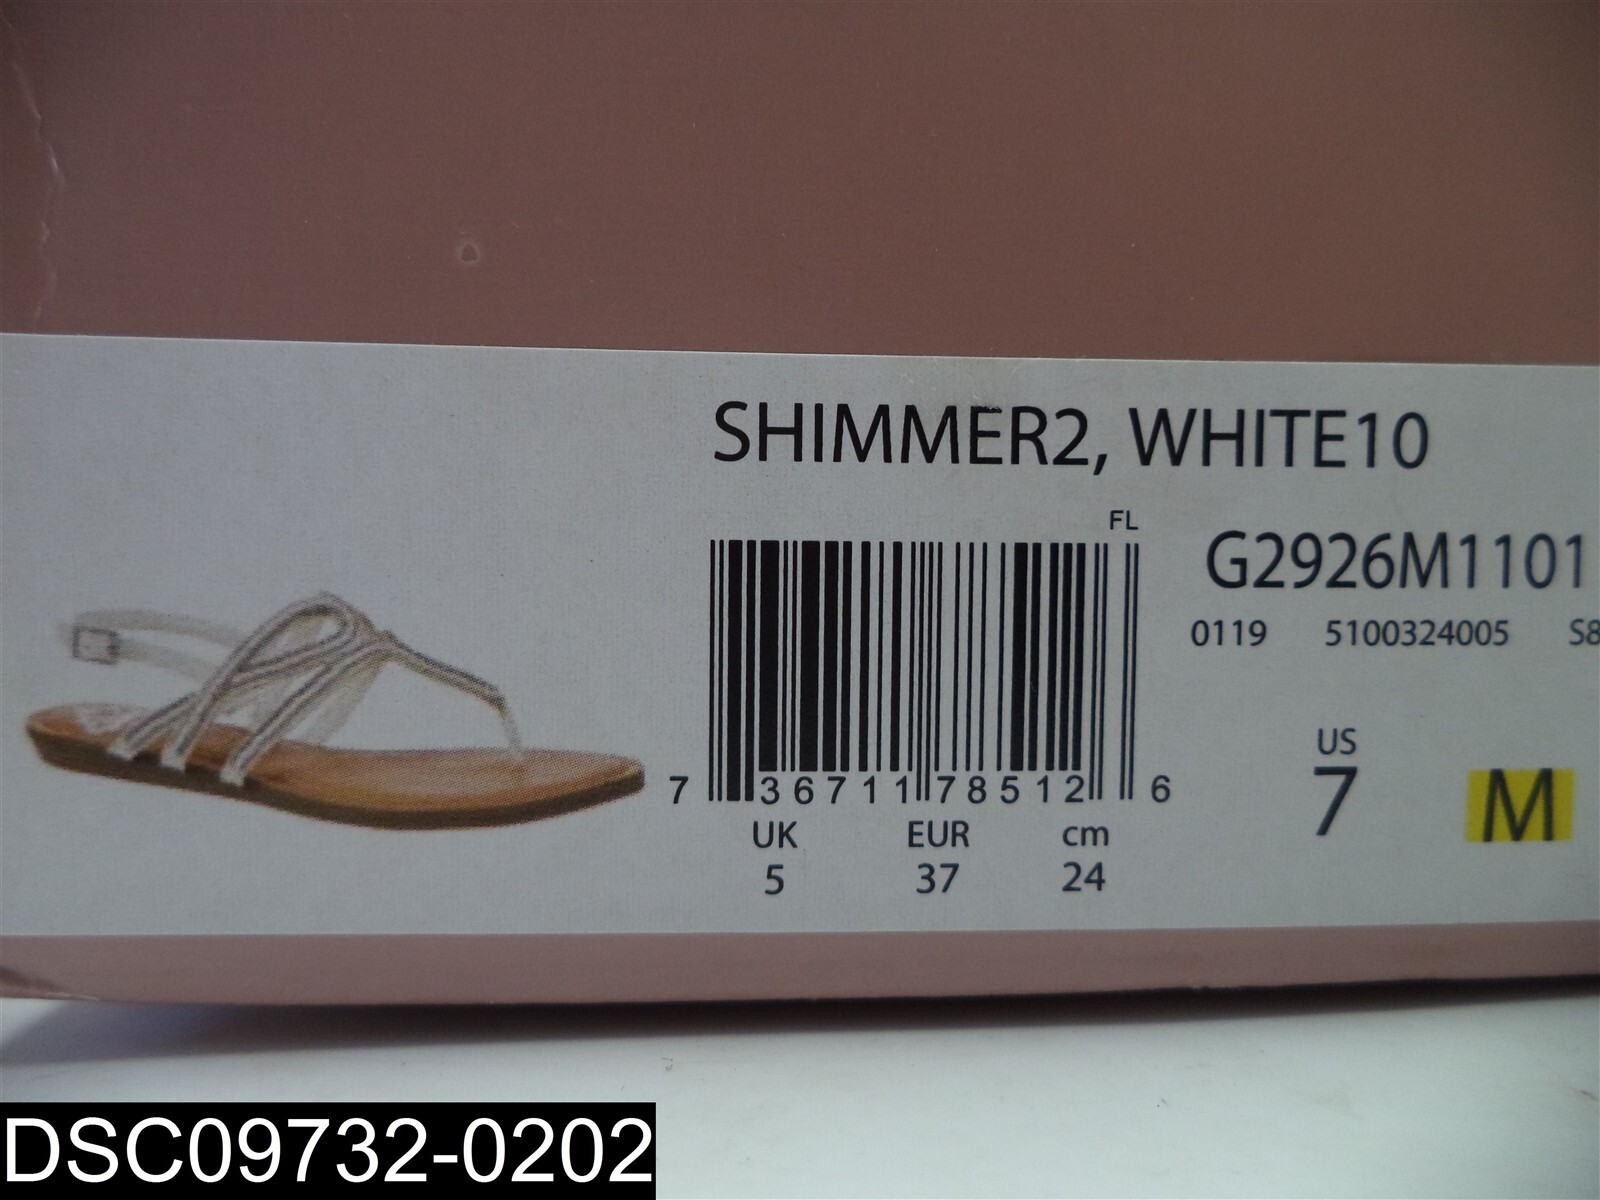 SHIMMER2, WHITE10
FL
G2926M1101
0119 5100324005 S8
7 36711 78512 6
US
7 M
UK EUR cm
5 37 24
DSC09732-0202